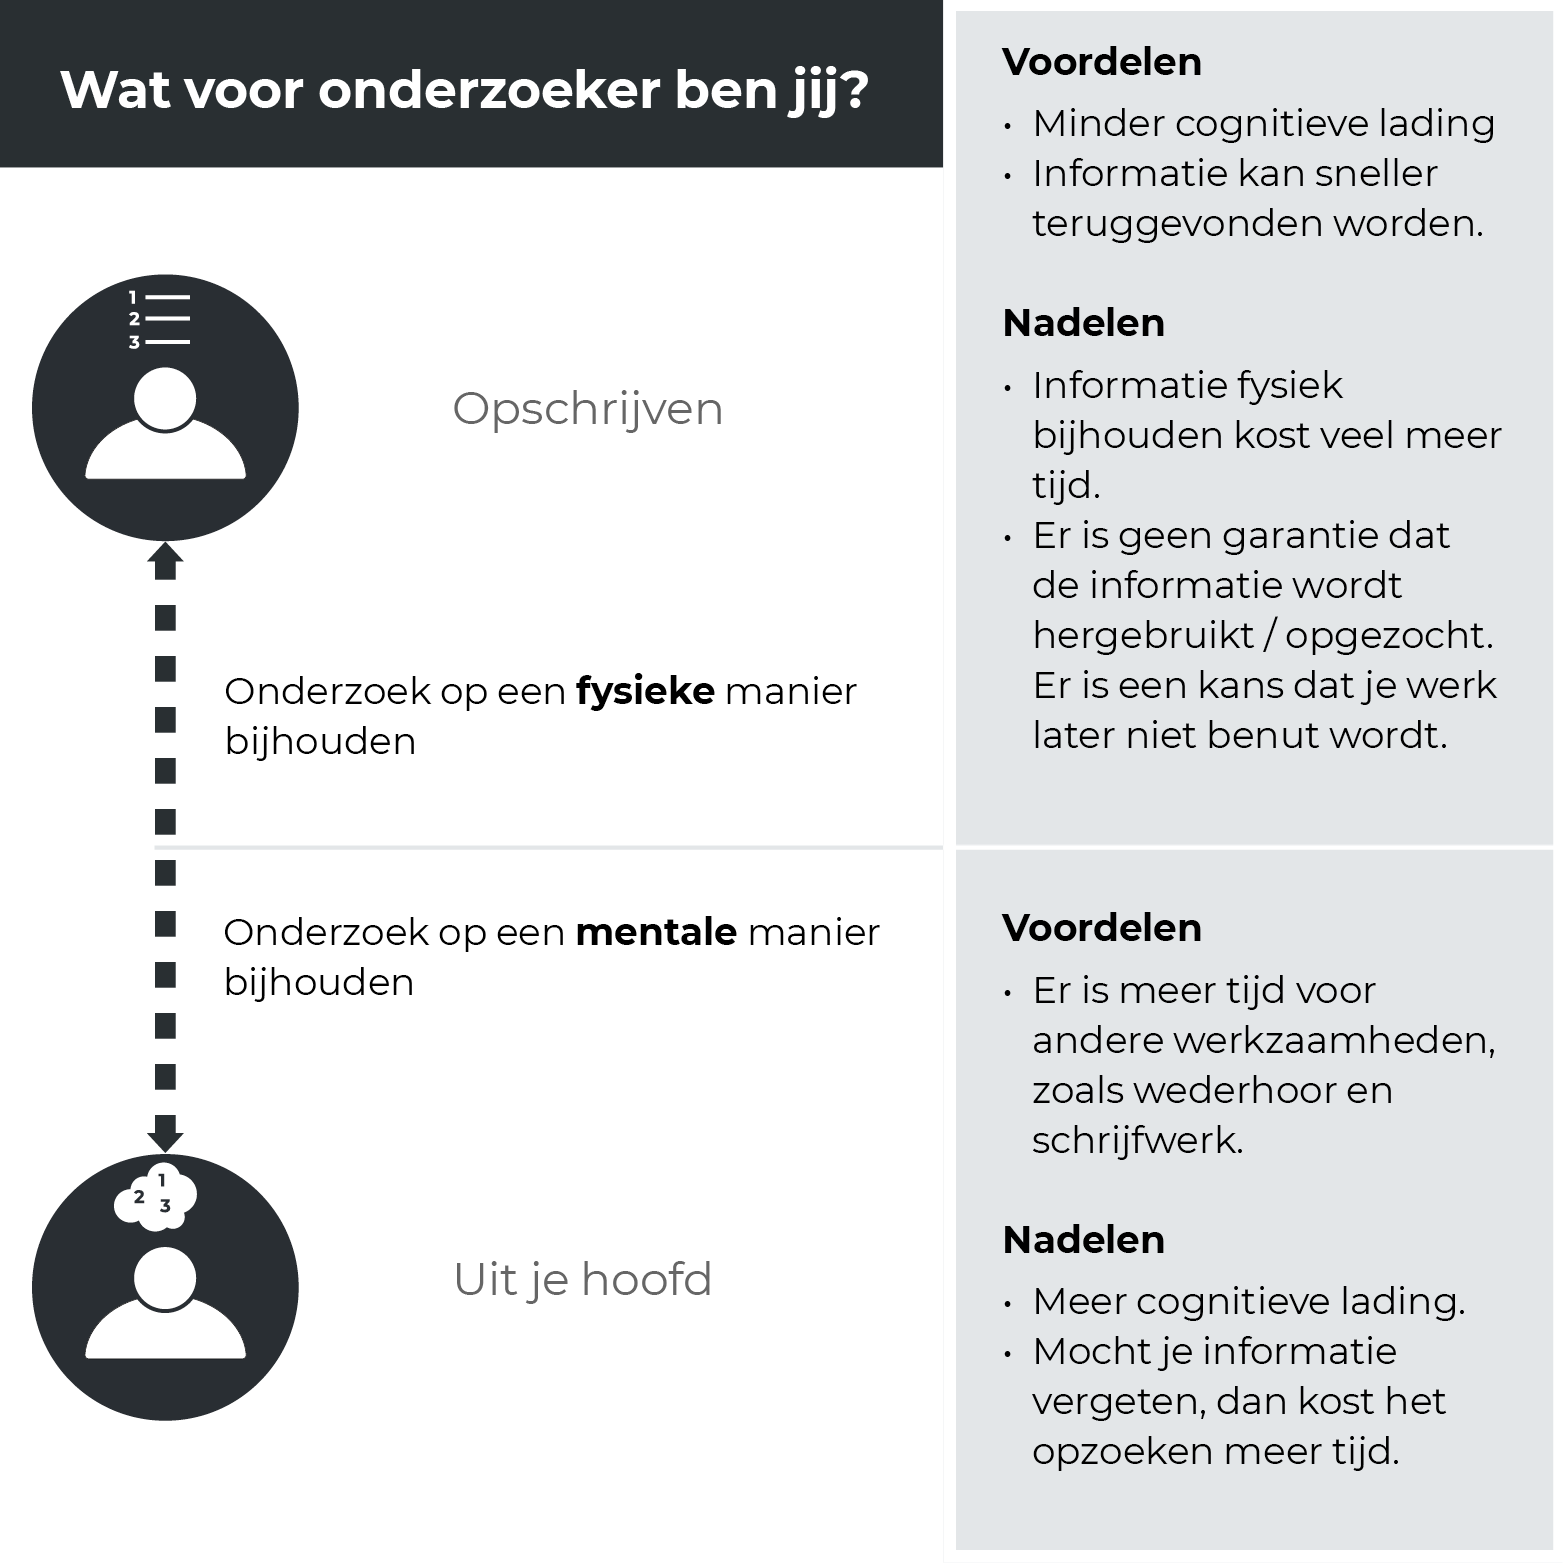 Wat voor onderzoeker ben jij?
1
2
3
Opschrijven
Onderzoek op een fysieke manier
bijhouden
Voordelen
• Minder cognitieve lading
• Informatie kan sneller
teruggevonden worden.
Nadelen
• Informatie fysiek
bijhouden kost veel meer
tijd.
• Er is geen garantie dat
de informatie wordt
hergebruikt / opgezocht.
Er is een kans dat je werk
later niet benut wordt.
Onderzoek op een mentale manier
bijhouden
1
2
3
Uit je hoofd
Voordelen
• Er is meer tijd voor
andere werkzaamheden,
zoals wederhoor en
schrijfwerk.
Nadelen
• Meer cognitieve lading.
• Mocht je informatie
vergeten, dan kost het
opzoeken meer tijd.